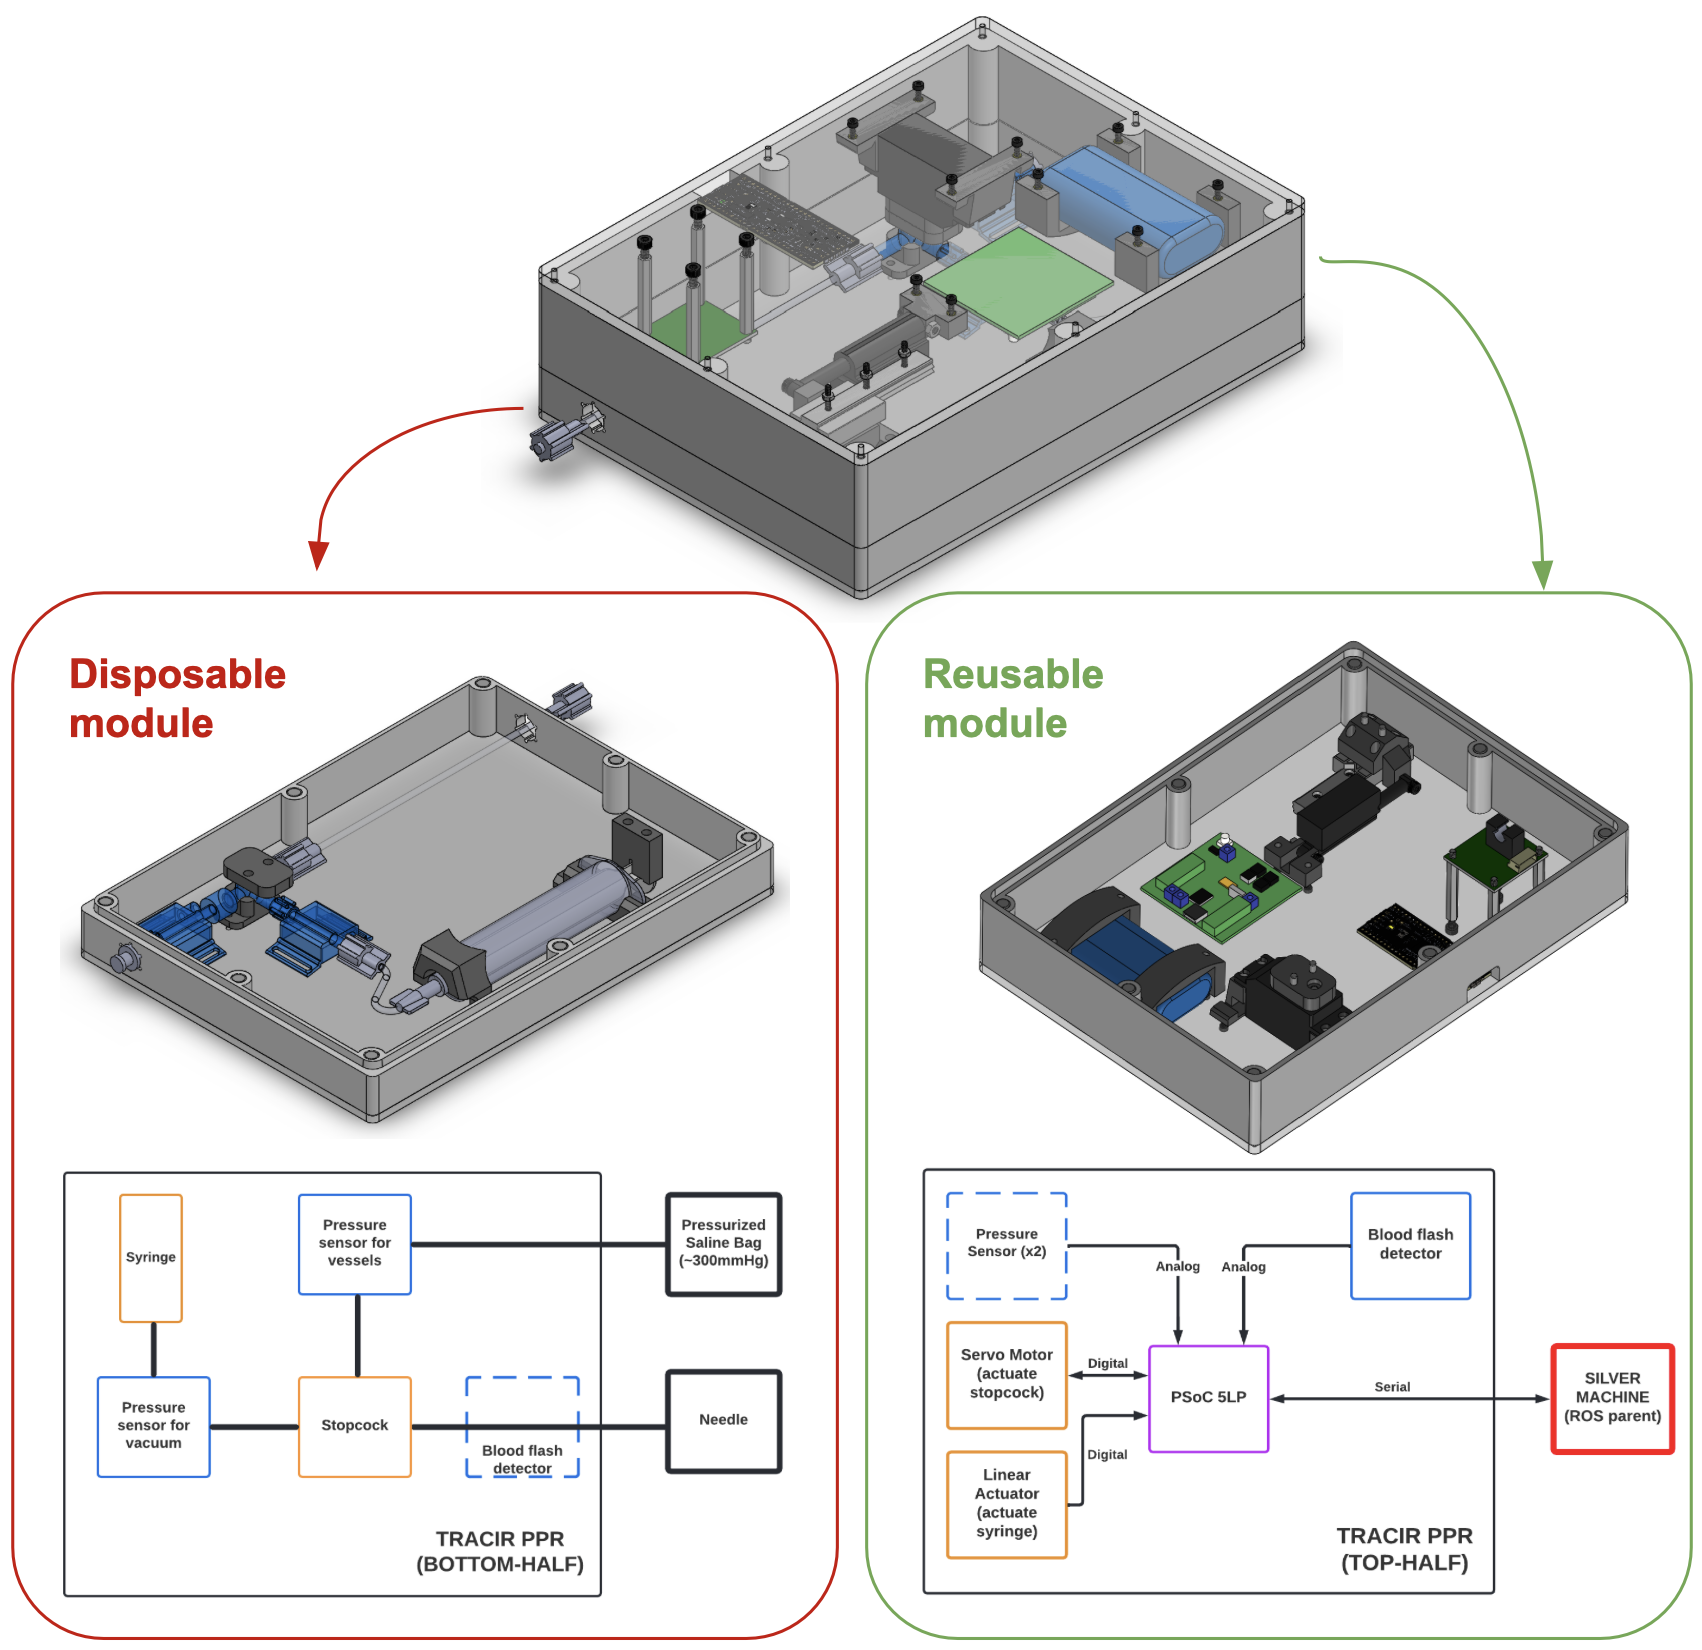 Disposable
module
Reusable
module
Syringe
Pressure
sensor for
vessels
Pressurized
Saline Bag
(~300mmHg)
Pressure
sensor for
vacuum
Stopcock
Blood flash
detector
Needle
TRACIR PPR
(BOTTOM-HALF)
Pressure
Sensor (x2)
Analog
Analog
Blood flash
detector
Servo Motor
(actuate
stopcock)
Digital
PSoC 5LP
Serial
SILVER
MACHINE
(ROS parent)
Digital
Linear
Actuator
(actuate
syringe)
TRACIR PPR
(TOP-HALF)